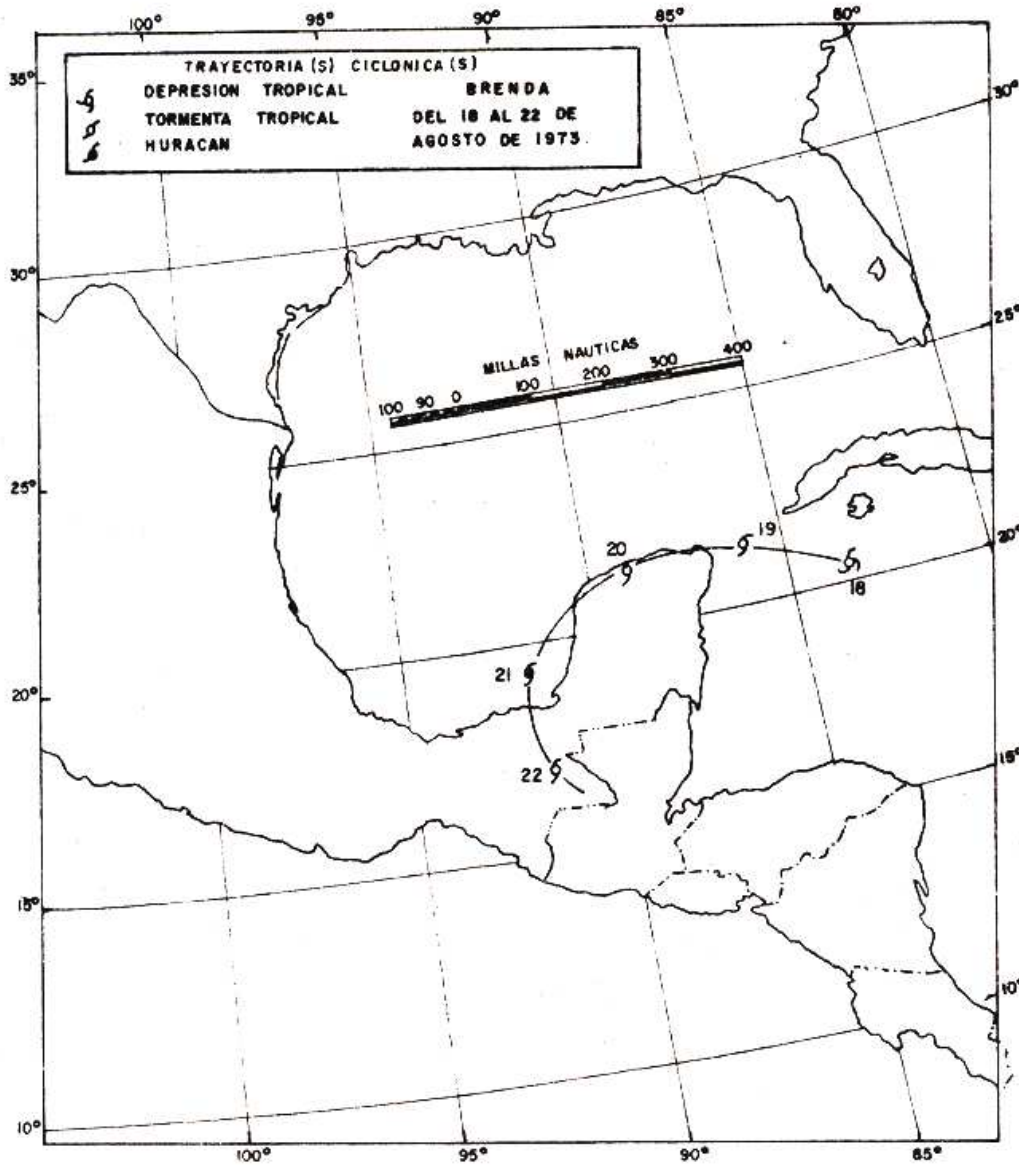 100° 95° 90° 85° 80°
TRAYECTORIA (S) CICLONICA (S)
DEPRESION TROPICAL BRENDA
TORMENTA TROPICAL DEL 18 AL 22 DE
HURACAN AGOSTO DE 1973.
35°
30°
30°
25°
MILLAS NAUTICAS
100 90 0 100 200 300 400
25°
20°
19
20
18
21
20°
22
15°
15°
10°
10°
100° 95° 90° 85°